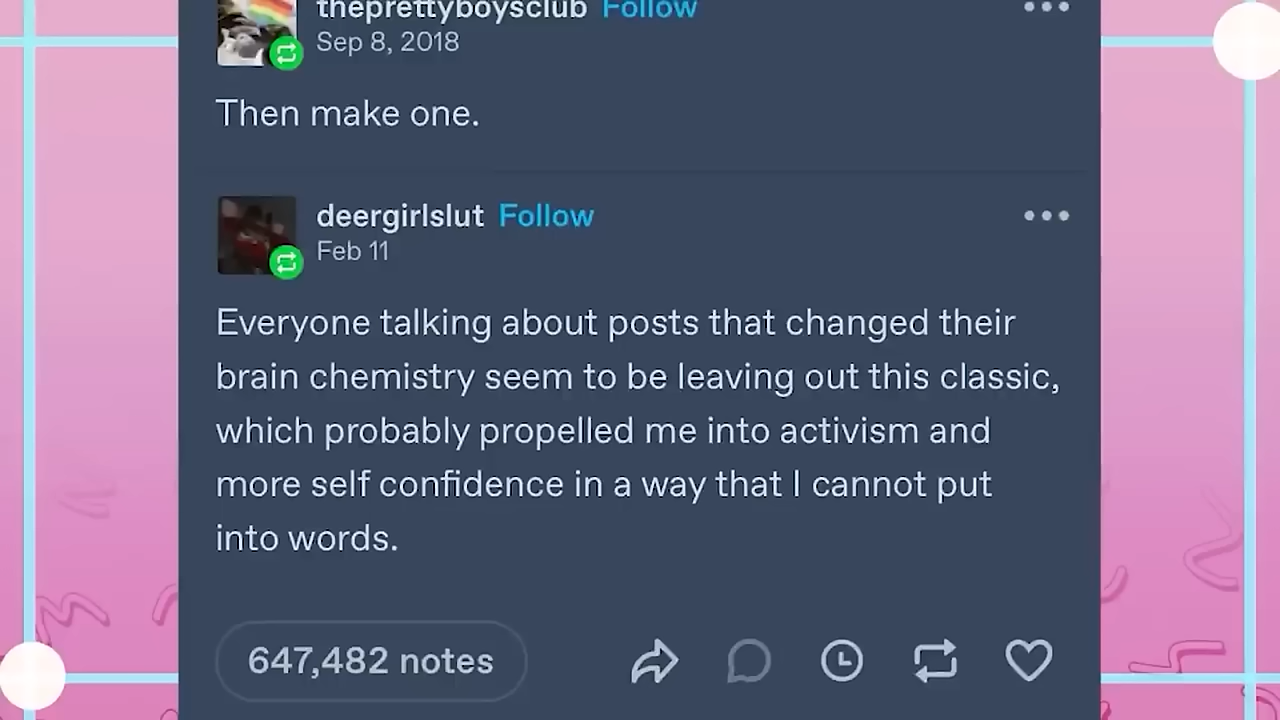 theprettyboysclub Follow
Sep 8, 2018
Then make one.
deergirlslut Follow
Feb 11
Everyone talking about posts that changed their
brain chemistry seem to be leaving out this classic,
which probably propelled me into activism and
more self confidence in a way that I cannot put
into words.
647,482 notes